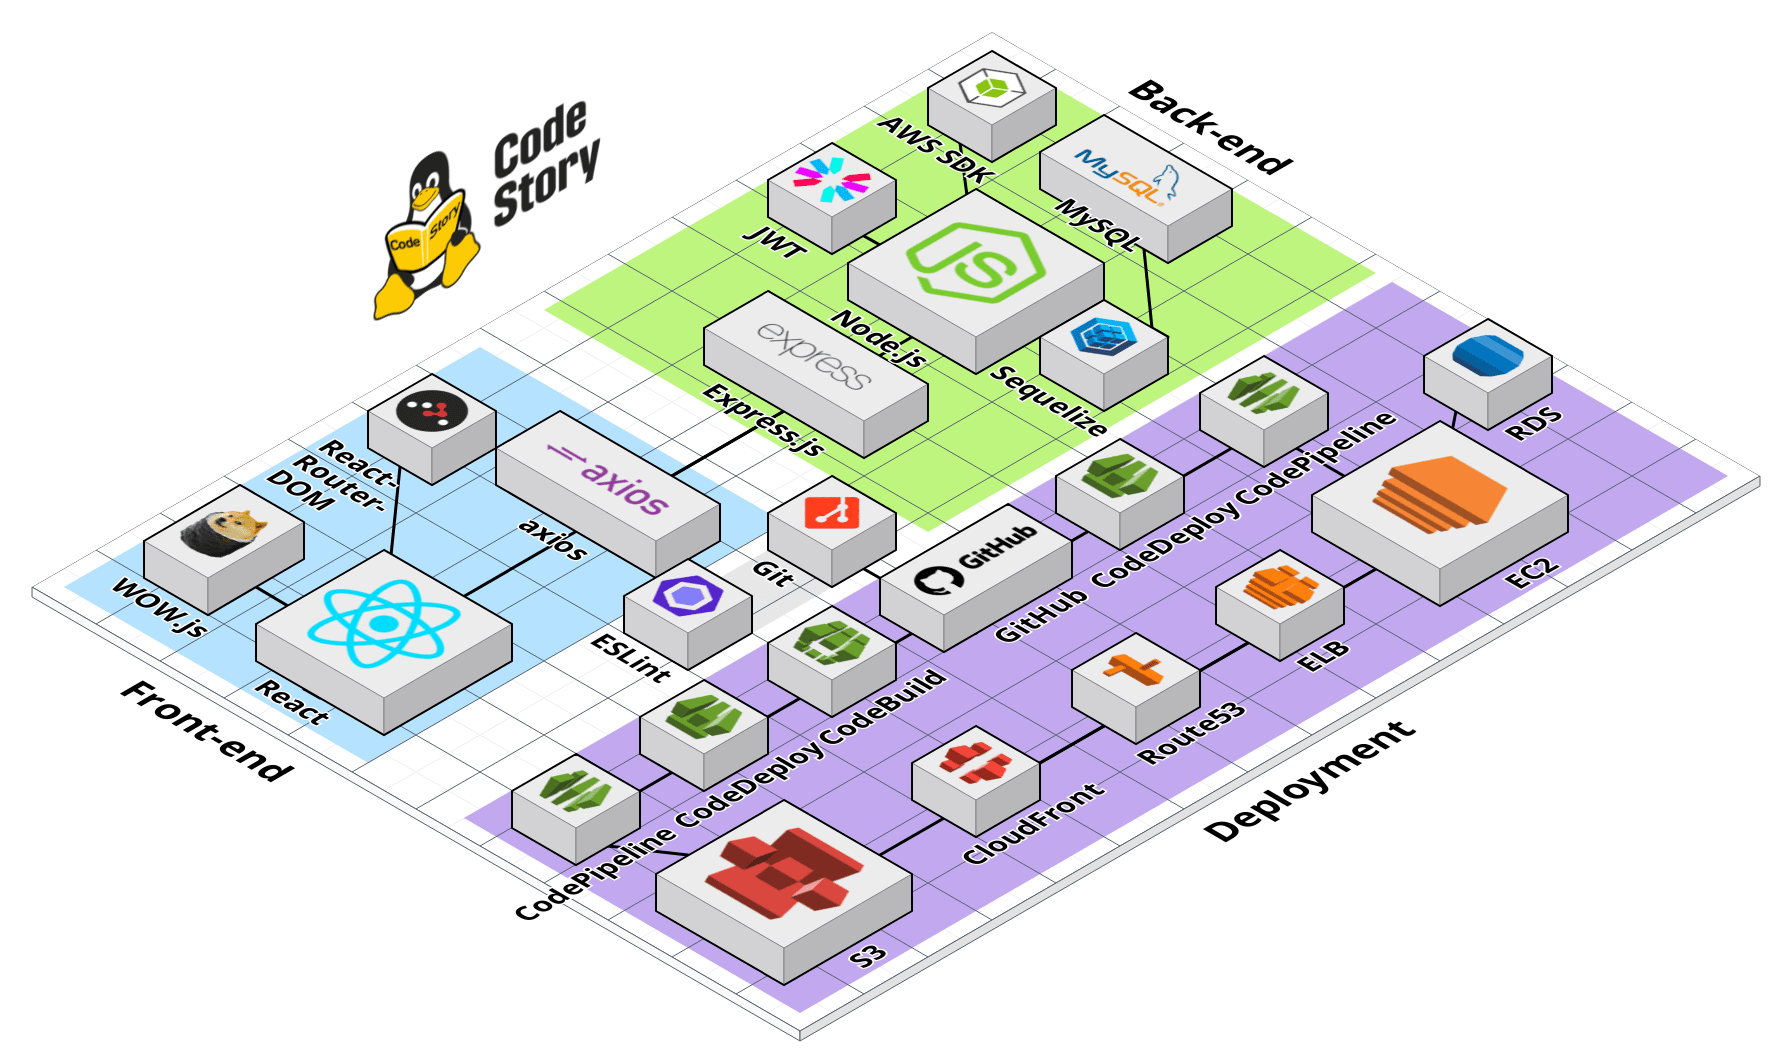 Code
Story
Code
Story
Back-end
AWS SDK
MySQL
MySQL
JWT
JS
Node.js
express
Express.js
Sequelize
React-
Router-
DOM
axios
axios
WOW.js
React
Front-end
Git
ESLint
GitHub
GitHub
CodeDeploy
CodePipeline
RDS
EC2
ELB
Route53
CloudFront
CodeBuild
CodeDeploy
CodePipeline
S3
Deployment